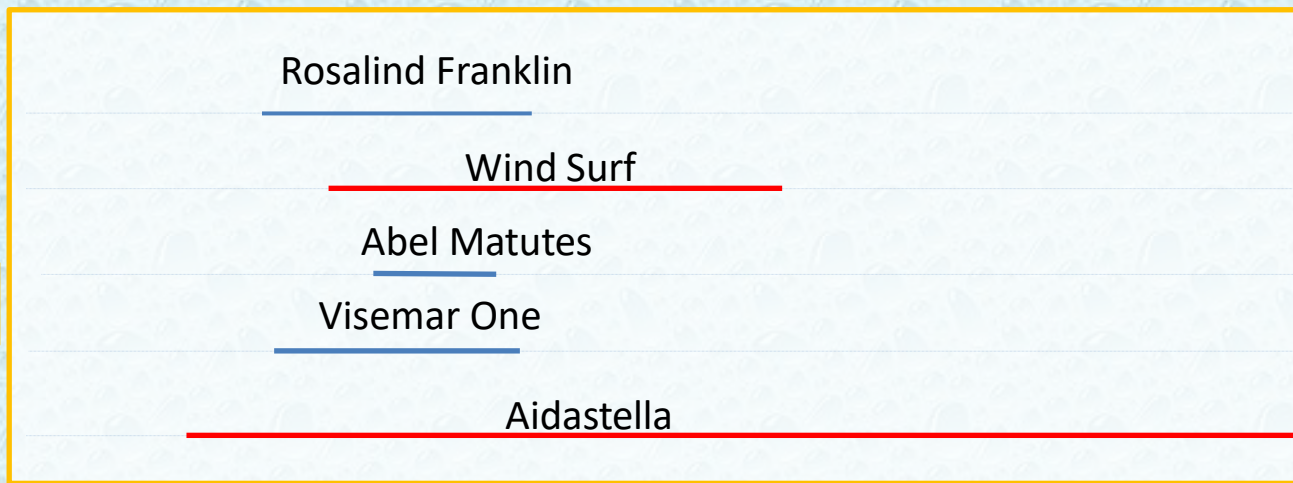 Rosalind Franklin
Wind Surf
Abel Matutes
Visemar One
Aidastella